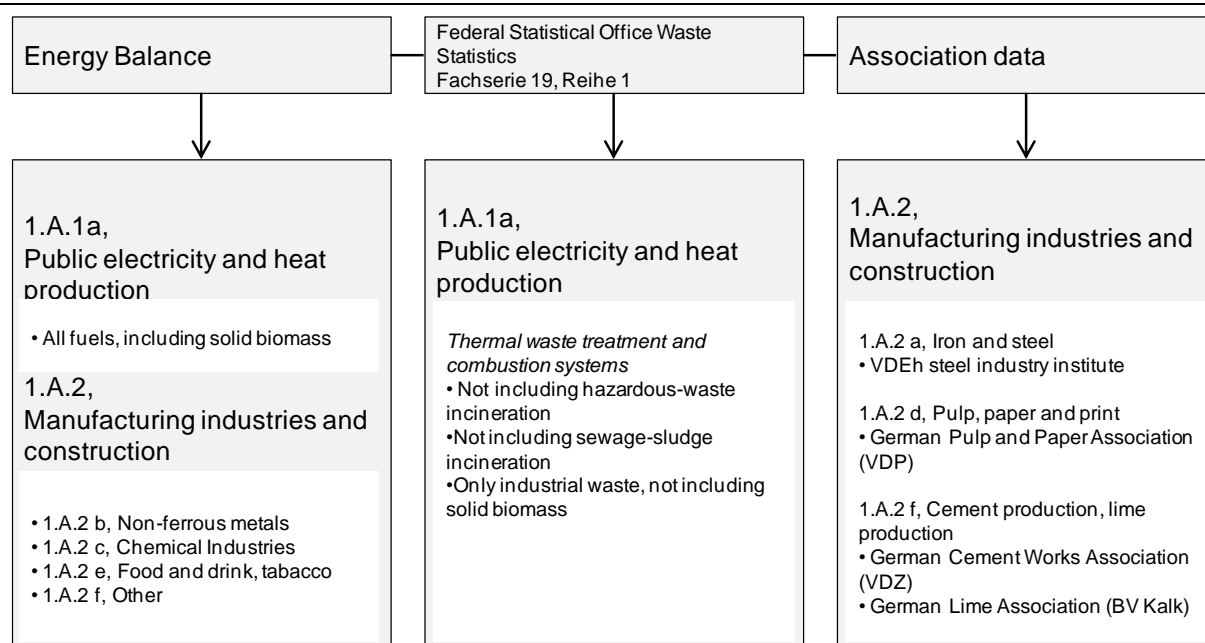 Energy Balance
Federal Statistical Office Waste
Statistics
Fachserie 19, Reihe 1
Association data
1.A.1a,
Public electricity and heat
production
• All fuels, including solid biomass
1.A.2,
Manufacturing industries and
construction
• 1.A.2 b, Non-ferrous metals
• 1.A.2 c, Chemical Industries
• 1.A.2 e, Food and drink, tabacco
• 1.A.2 f, Other
1.A.1a,
Public electricity and heat
production
Thermal waste treatment and
combustion systems
• Not including hazardous-waste
incineration
•Not including sewage-sludge
incineration
•Only industrial waste, not including
solid biomass
1.A.2,
Manufacturing industries and
construction
1.A.2 a, Iron and steel
• VDEh steel industry institute
1.A.2 d, Pulp, paper and print
• German Pulp and Paper Association
(VDP)
1.A.2 f, Cement production, lime
production
• German Cement Works Association
(VDZ)
• German Lime Association (BV Kalk)